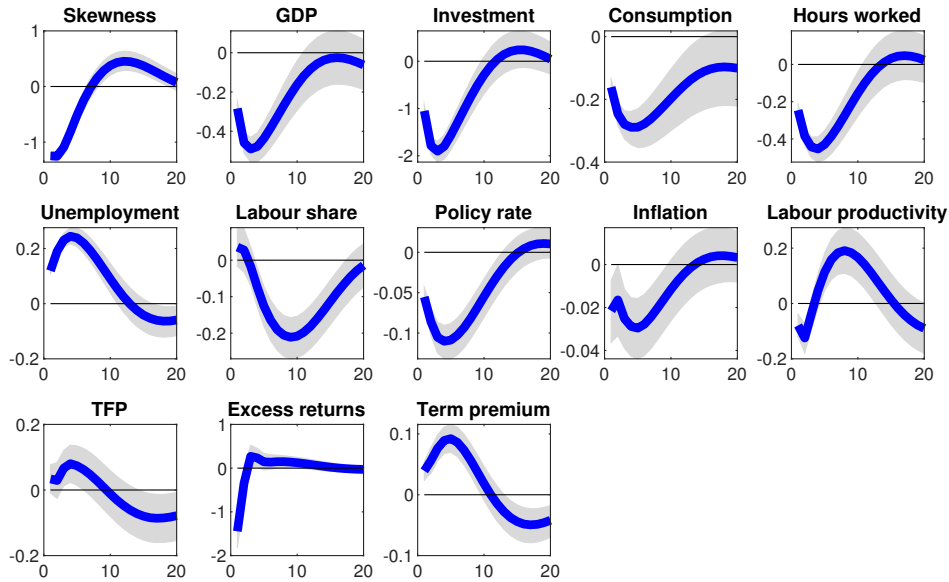 Skewness
1
0
-1
0 10 20
GDP
0
-0.2
-0.4
0 10 20
Investment
0
-1
-2
0 10 20
Consumption
0
-0.2
-0.4
0 10 20
Hours worked
0
-0.2
-0.4
0 10 20
Unemployment
0.2
0
-0.2
0 10 20
Labour share
0
-0.1
-0.2
0 10 20
Policy rate
0
-0.05
-0.1
0 10 20
Inflation
0
-0.02
-0.04
0 10 20
Labour productivity
0.2
0
-0.2
0 10 20
TFP
0.2
0
-0.2
0 10 20
Excess returns
1
0
-1
-2
0 10 20
Term premium
0.1
0
-0.1
0 10 20